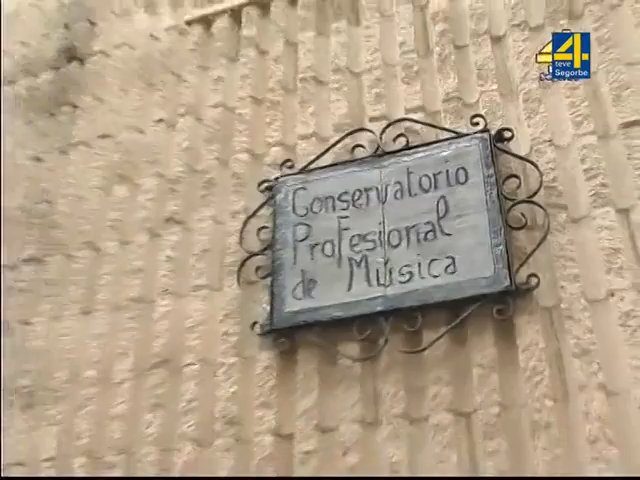 4
teve
Segorbe
Conservatorio
Profesional
de Música